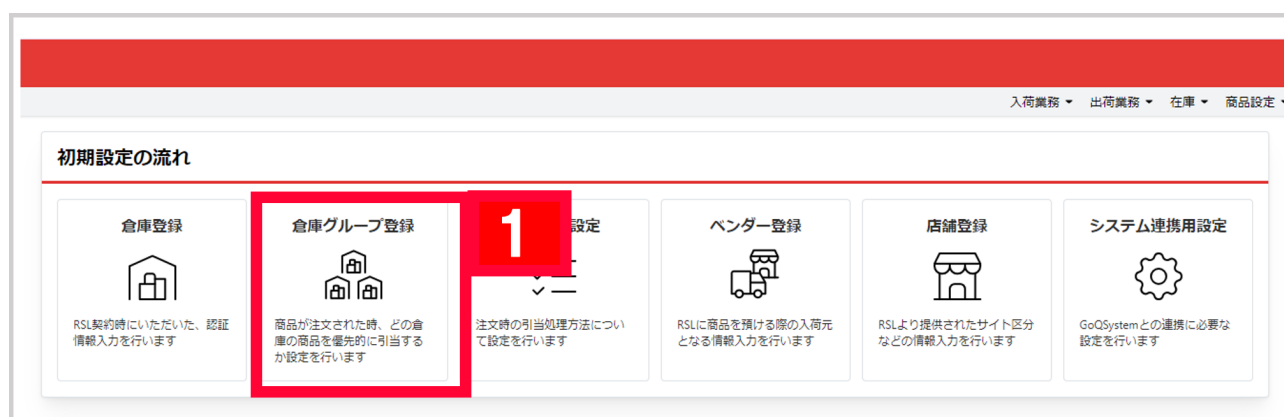 入荷業務 出荷業務 在庫 商品設定
初期設定の流れ
倉庫登録
RSL契約時にいただいた、認証
情報入力を行います
倉庫グループ登録
商品が注文された時、どの倉
庫の商品を優先的に引当する
か設定を行います
1
設定
注文時の引当処理方法につい
て設定を行います
ベンダー登録
RSLに商品を預ける際の入荷元
となる情報入力を行います
店舗登録
RSLより提供されたサイト区分
などの情報入力を行います
システム連携用設定
GoQSystemとの連携に必要な
設定を行います